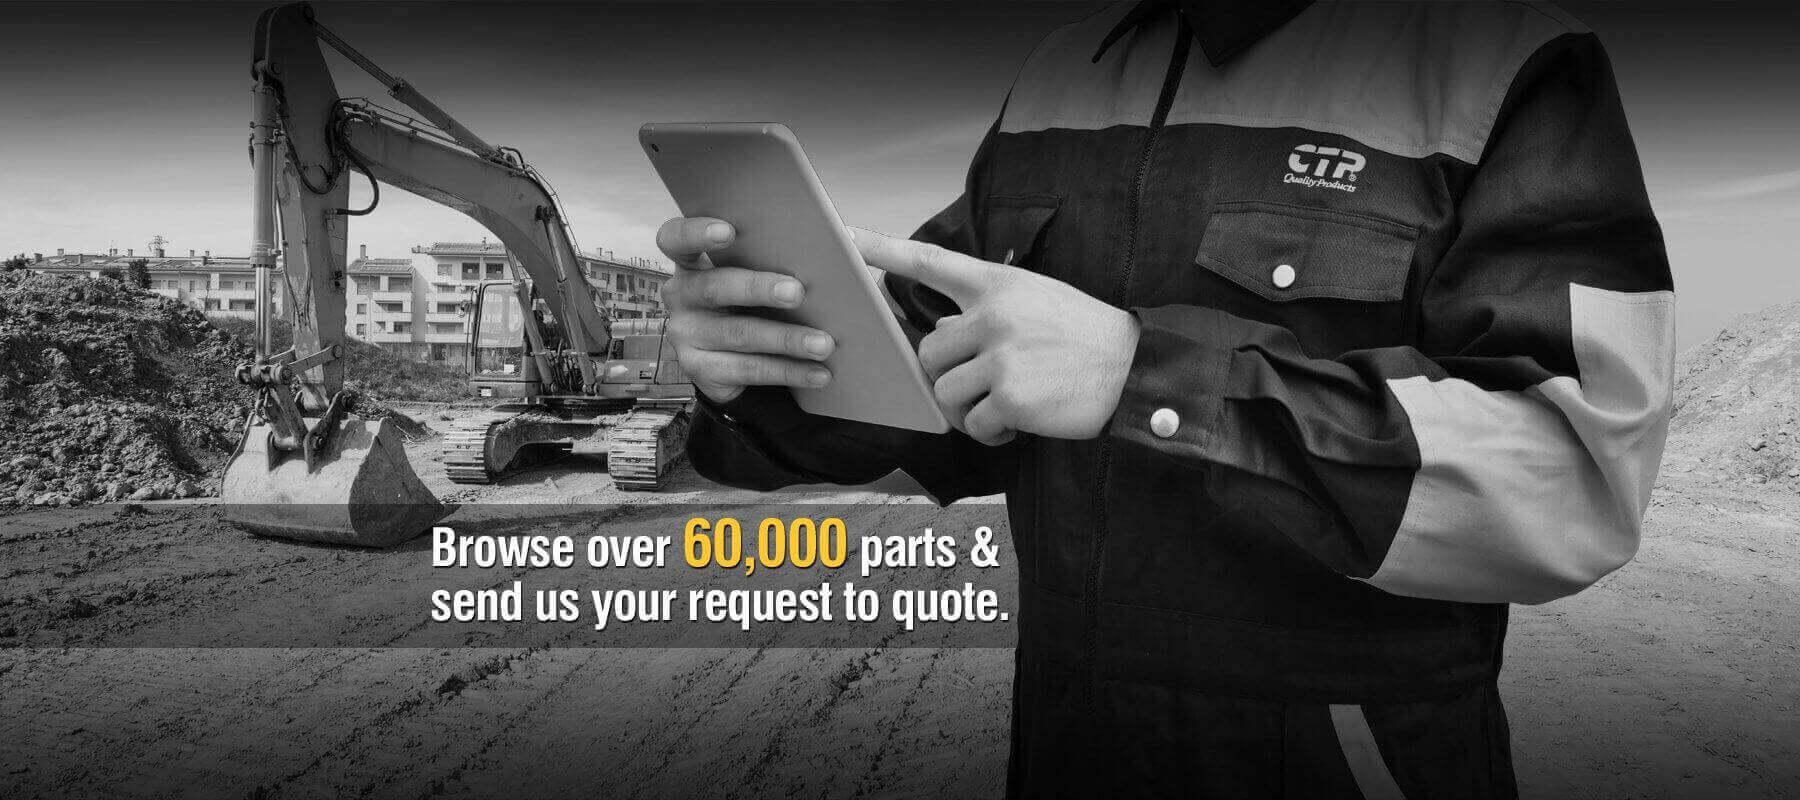 CTP®
Quality Products
Browse over 60,000 parts &
send us your request to quote.